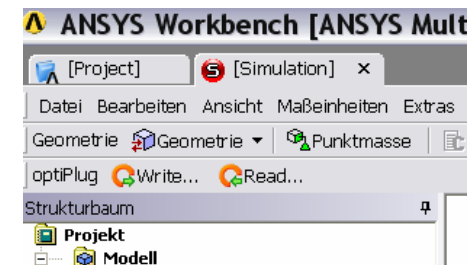 ANSYS Workbench [ANSYS Mult
[Project] [Simulation] ×
Datei Bearbeiten Ansicht Maßeinheiten Extras
Geometrie Geometrie Punktmasse
optiPlug Write... Read...
Strukturbaum
Projekt
Modell